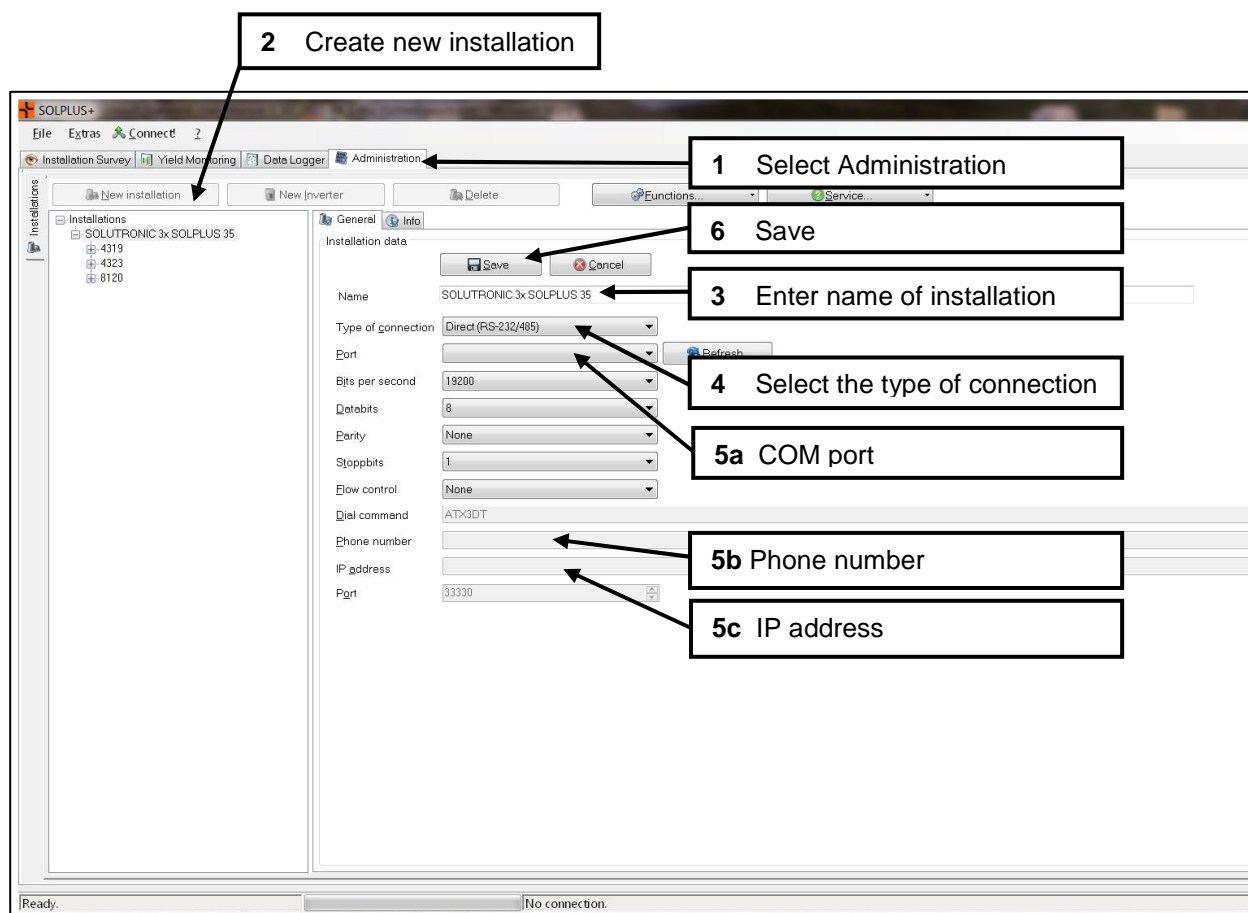 2 Create new installation
SOLPLUS+
File Extras Connect! ?
Installation Survey Yield Monitoring Data Logger Administration
1 Select Administration
Installations
New installation New Inverter Delete Functions... Service...
Installations
SOLUTRONIC 3x SOLPLUS 35
4319
4323
8120
General Info
Installation data
6 Save
Save Cancel
Name SOLUTRONIC 3x SOLPLUS 35
3 Enter name of installation
Type of connection Direct (RS-232/485)
Port Refresh
4 Select the type of connection
Bits per second 19200
Databits 8
Parity None
5a COM port
Stoppbits 1
Flow control None
Dial command ATX3DT
Phone number
5b Phone number
IP address
Port 33330
5c IP address
Ready. No connection.